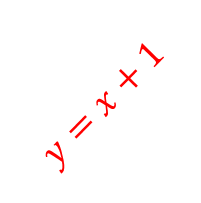 y = x + 1